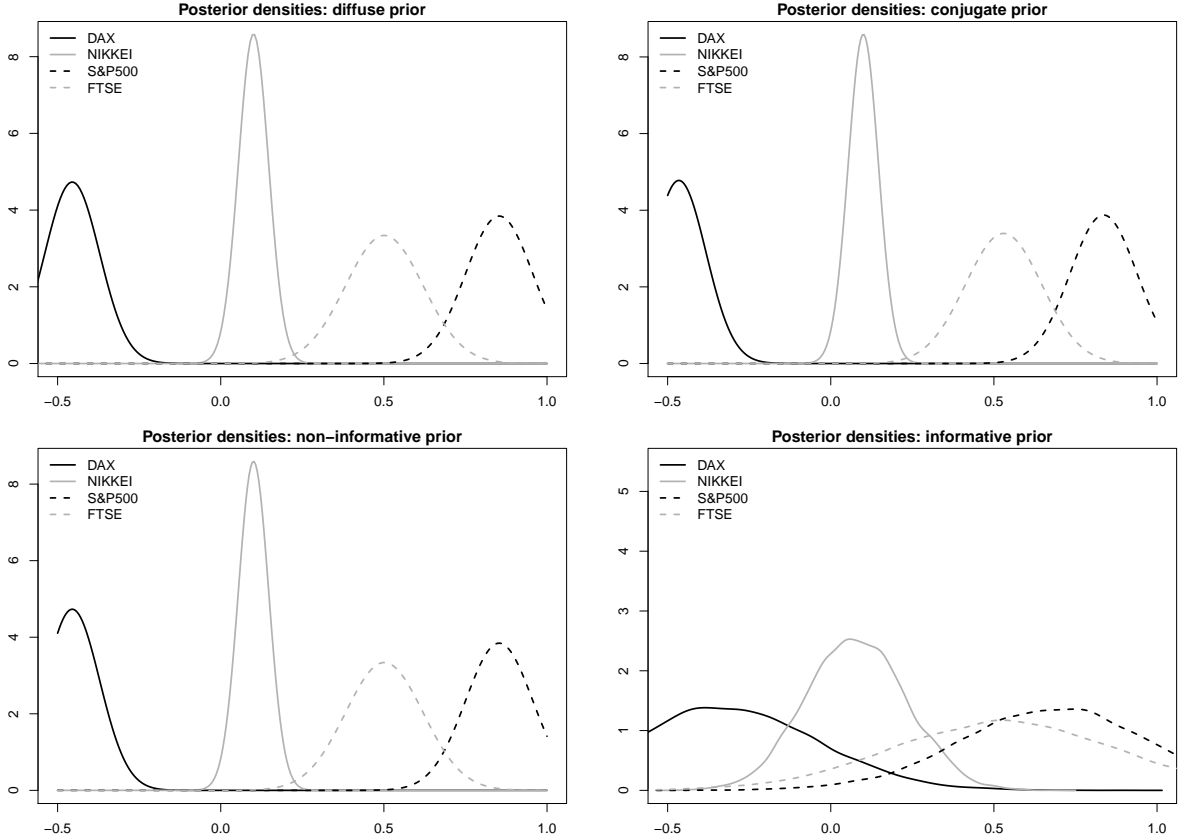 Posterior densities: diffuse prior
DAX
NIKKEI
S&P500
FTSE
8
6
4
2
0
−0.5 0.0 0.5 1.0
Posterior densities: conjugate prior
DAX
NIKKEI
S&P500
FTSE
8
6
4
2
0
−0.5 0.0 0.5 1.0
Posterior densities: non−informative prior
DAX
NIKKEI
S&P500
FTSE
8
6
4
2
0
−0.5 0.0 0.5 1.0
Posterior densities: informative prior
DAX
NIKKEI
S&P500
FTSE
5
4
3
2
1
0
−0.5 0.0 0.5 1.0